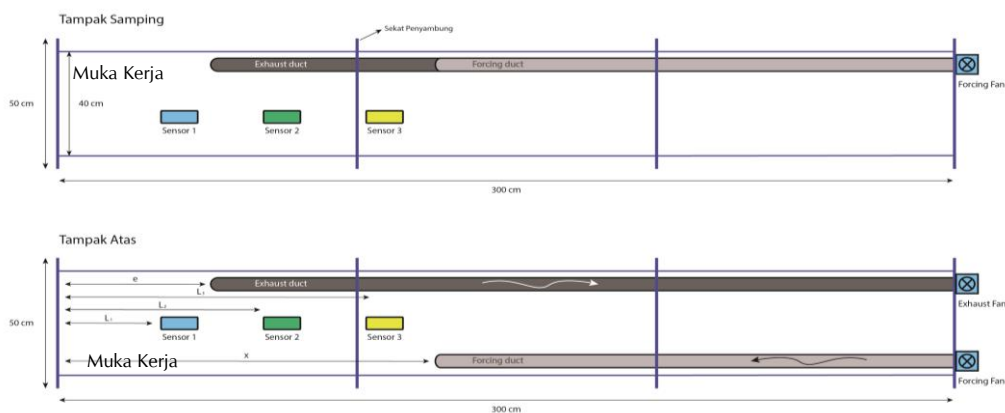 Tampak Samping
Sekat Penyambung
Muka Kerja
Exhaust duct
Forcing duct
Forcing Fan
50 cm
40 cm
Sensor 1
Sensor 2
Sensor 3
300 cm
Tampak Atas
e
Exhaust duct
L₃
L₂
Exhaust Fan
50 cm
L₁
Sensor 1
Sensor 2
Sensor 3
Muka Kerja
x
Forcing duct
Forcing Fan
300 cm